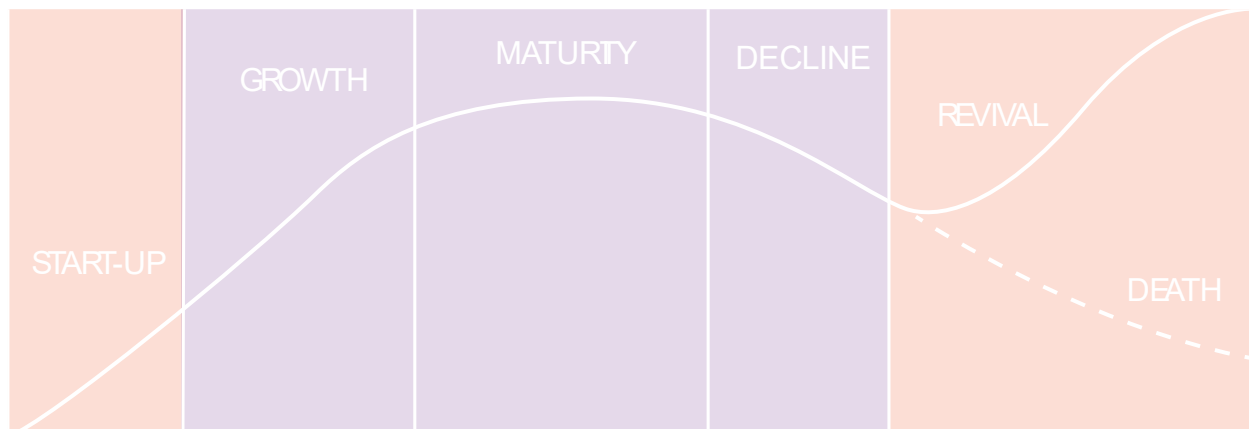 START-UP
GROWTH
MATURITY
DECLINE
REVIVAL
DEATH